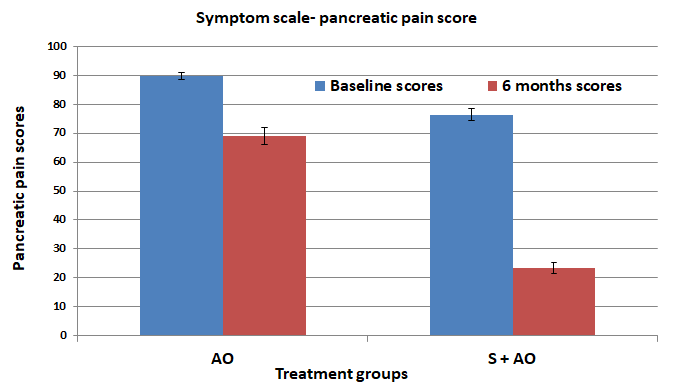 Symptom scale- pancreatic pain score
Pancreatic pain scores
100
90
80
70
60
50
40
30
20
10
0
Baseline scores
6 months scores
AO
S + AO
Treatment groups